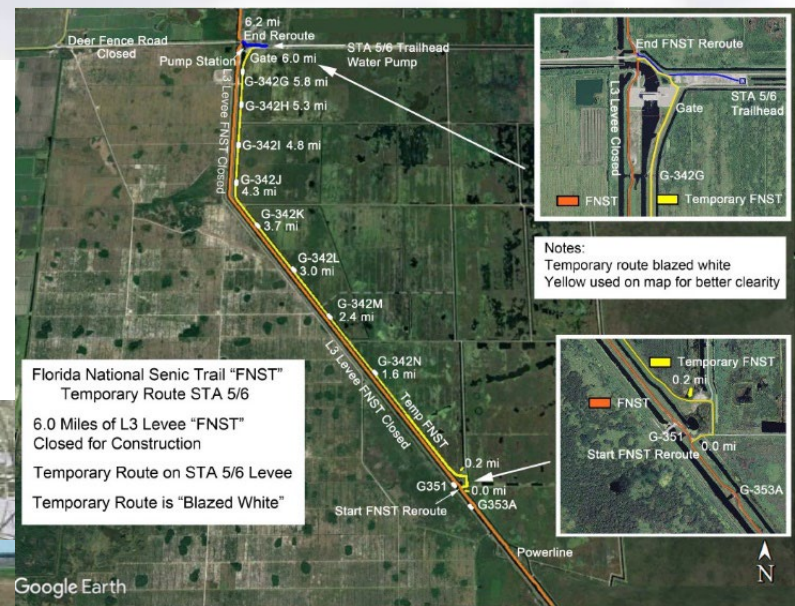 6.2 mi
End Reroute
Deer Fence Road
Closed
STA 5/6 Trailhead
Water Pump
Pump Station
Gate 6.0 mi
G-342G 5.8 mi
G-342H 5.3 mi
L3 Levee FNST Closed
G-342I 4.8 mi
G-342J
4.3 mi
G-342K
3.7 mi
G-342L
3.0 mi
G-342M
2.4 mi
G-342N
1.6 mi
L3 Levee FNST Closed
Temp FNST
0.2 mi
G351
0.0 mi
G353A
Start FNST Reroute
Powerline
End FNST Reroute
STA 5/6
Trailhead
Gate
L3 Levee Closed
G-342G
FNST
Temporary FNST
Notes:
Temporary route blazed white
Yellow used on map for better clearity
Temporary FNST
0.2 mi
FNST
G-351
0.0 mi
Start FNST Reroute
G-353A
N
Florida National Senic Trail “FNST”
Temporary Route STA 5/6
6.0 Miles of L3 Levee “FNST”
Closed for Construction
Temporary Route on STA 5/6 Levee
Temporary Route is “Blazed White”
Google Earth